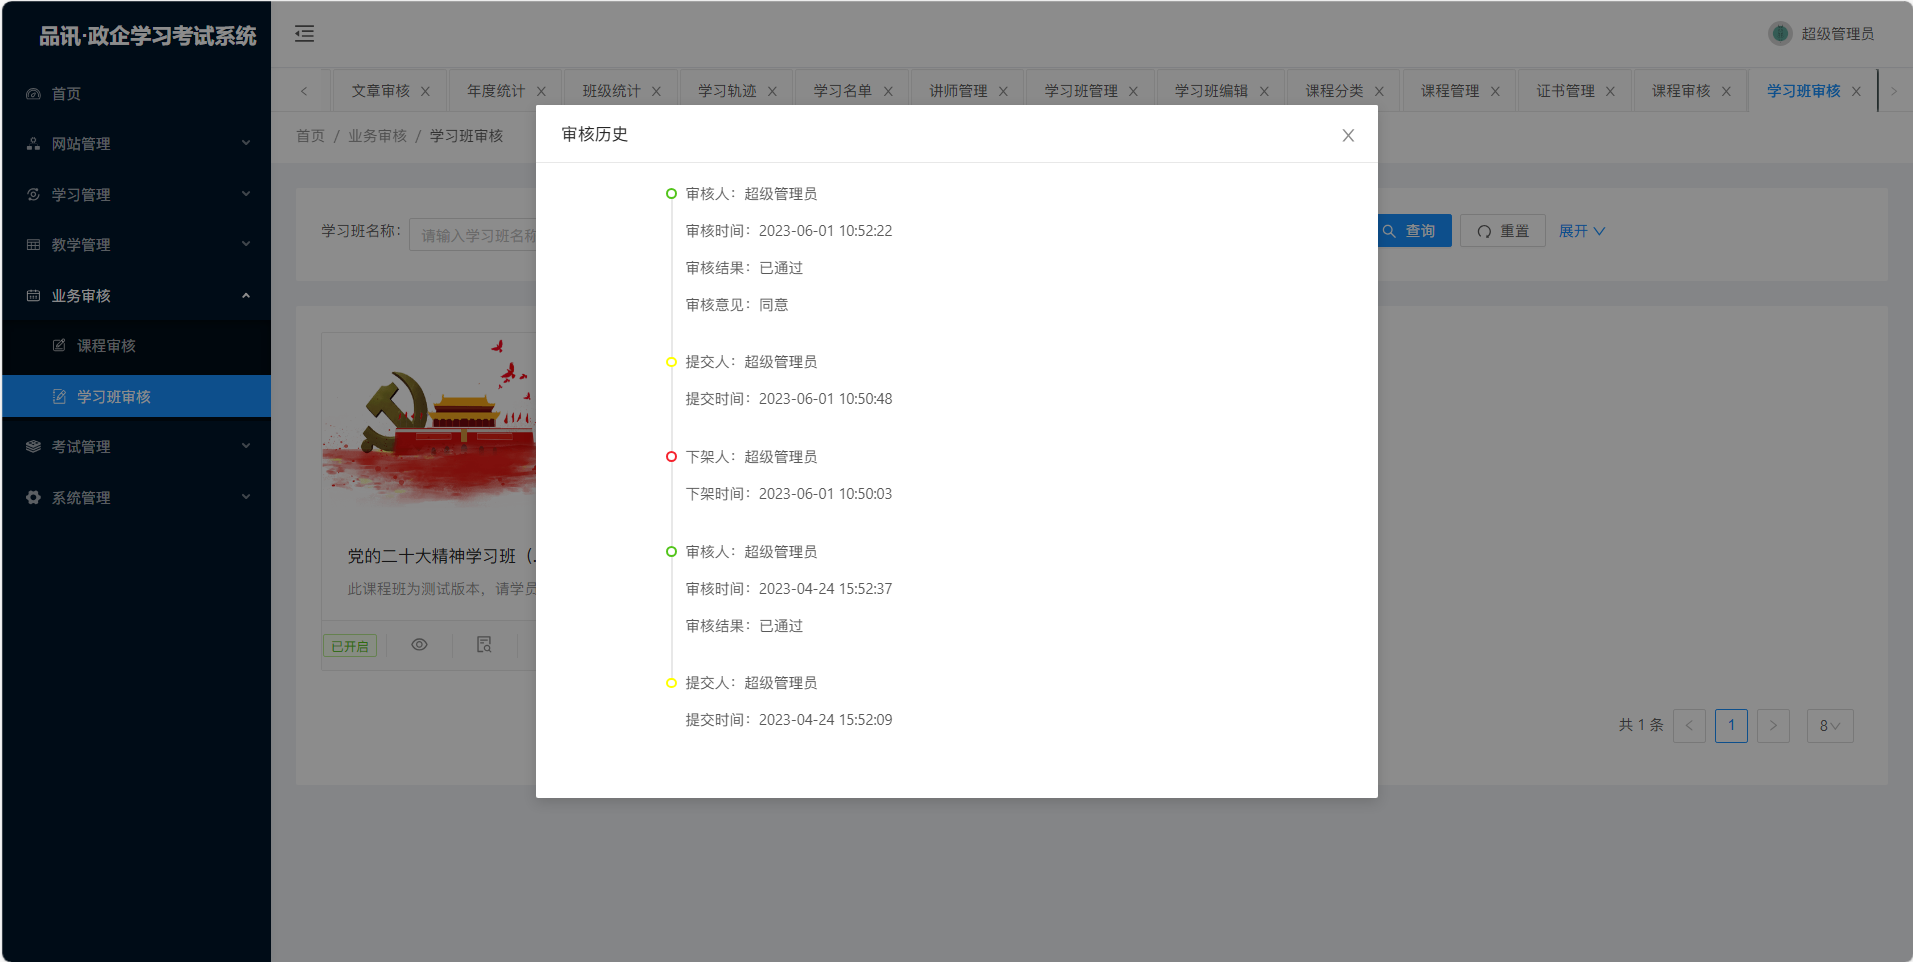 品讯·政企学习考试系统
超级管理员
首页
网站管理
学习管理
教学管理
业务审核
课程审核
学习班审核
考试管理
系统管理
文章审核
年度统计
班级统计
学习轨迹
学习名单
讲师管理
学习班管理
学习班编辑
课程分类
课程管理
证书管理
课程审核
学习班审核
首页 / 业务审核 / 学习班审核
学习班名称：
请输入学习班名称
查询
重置
展开
党的二十大精神学习班（
此课程班为测试版本，请学员
已开启
共 1 条
1
8
审核历史
审核人：超级管理员
审核时间：2023-06-01 10:52:22
审核结果：已通过
审核意见：同意
提交人：超级管理员
提交时间：2023-06-01 10:50:48
下架人：超级管理员
下架时间：2023-06-01 10:50:03
审核人：超级管理员
审核时间：2023-04-24 15:52:37
审核结果：已通过
提交人：超级管理员
提交时间：2023-04-24 15:52:09